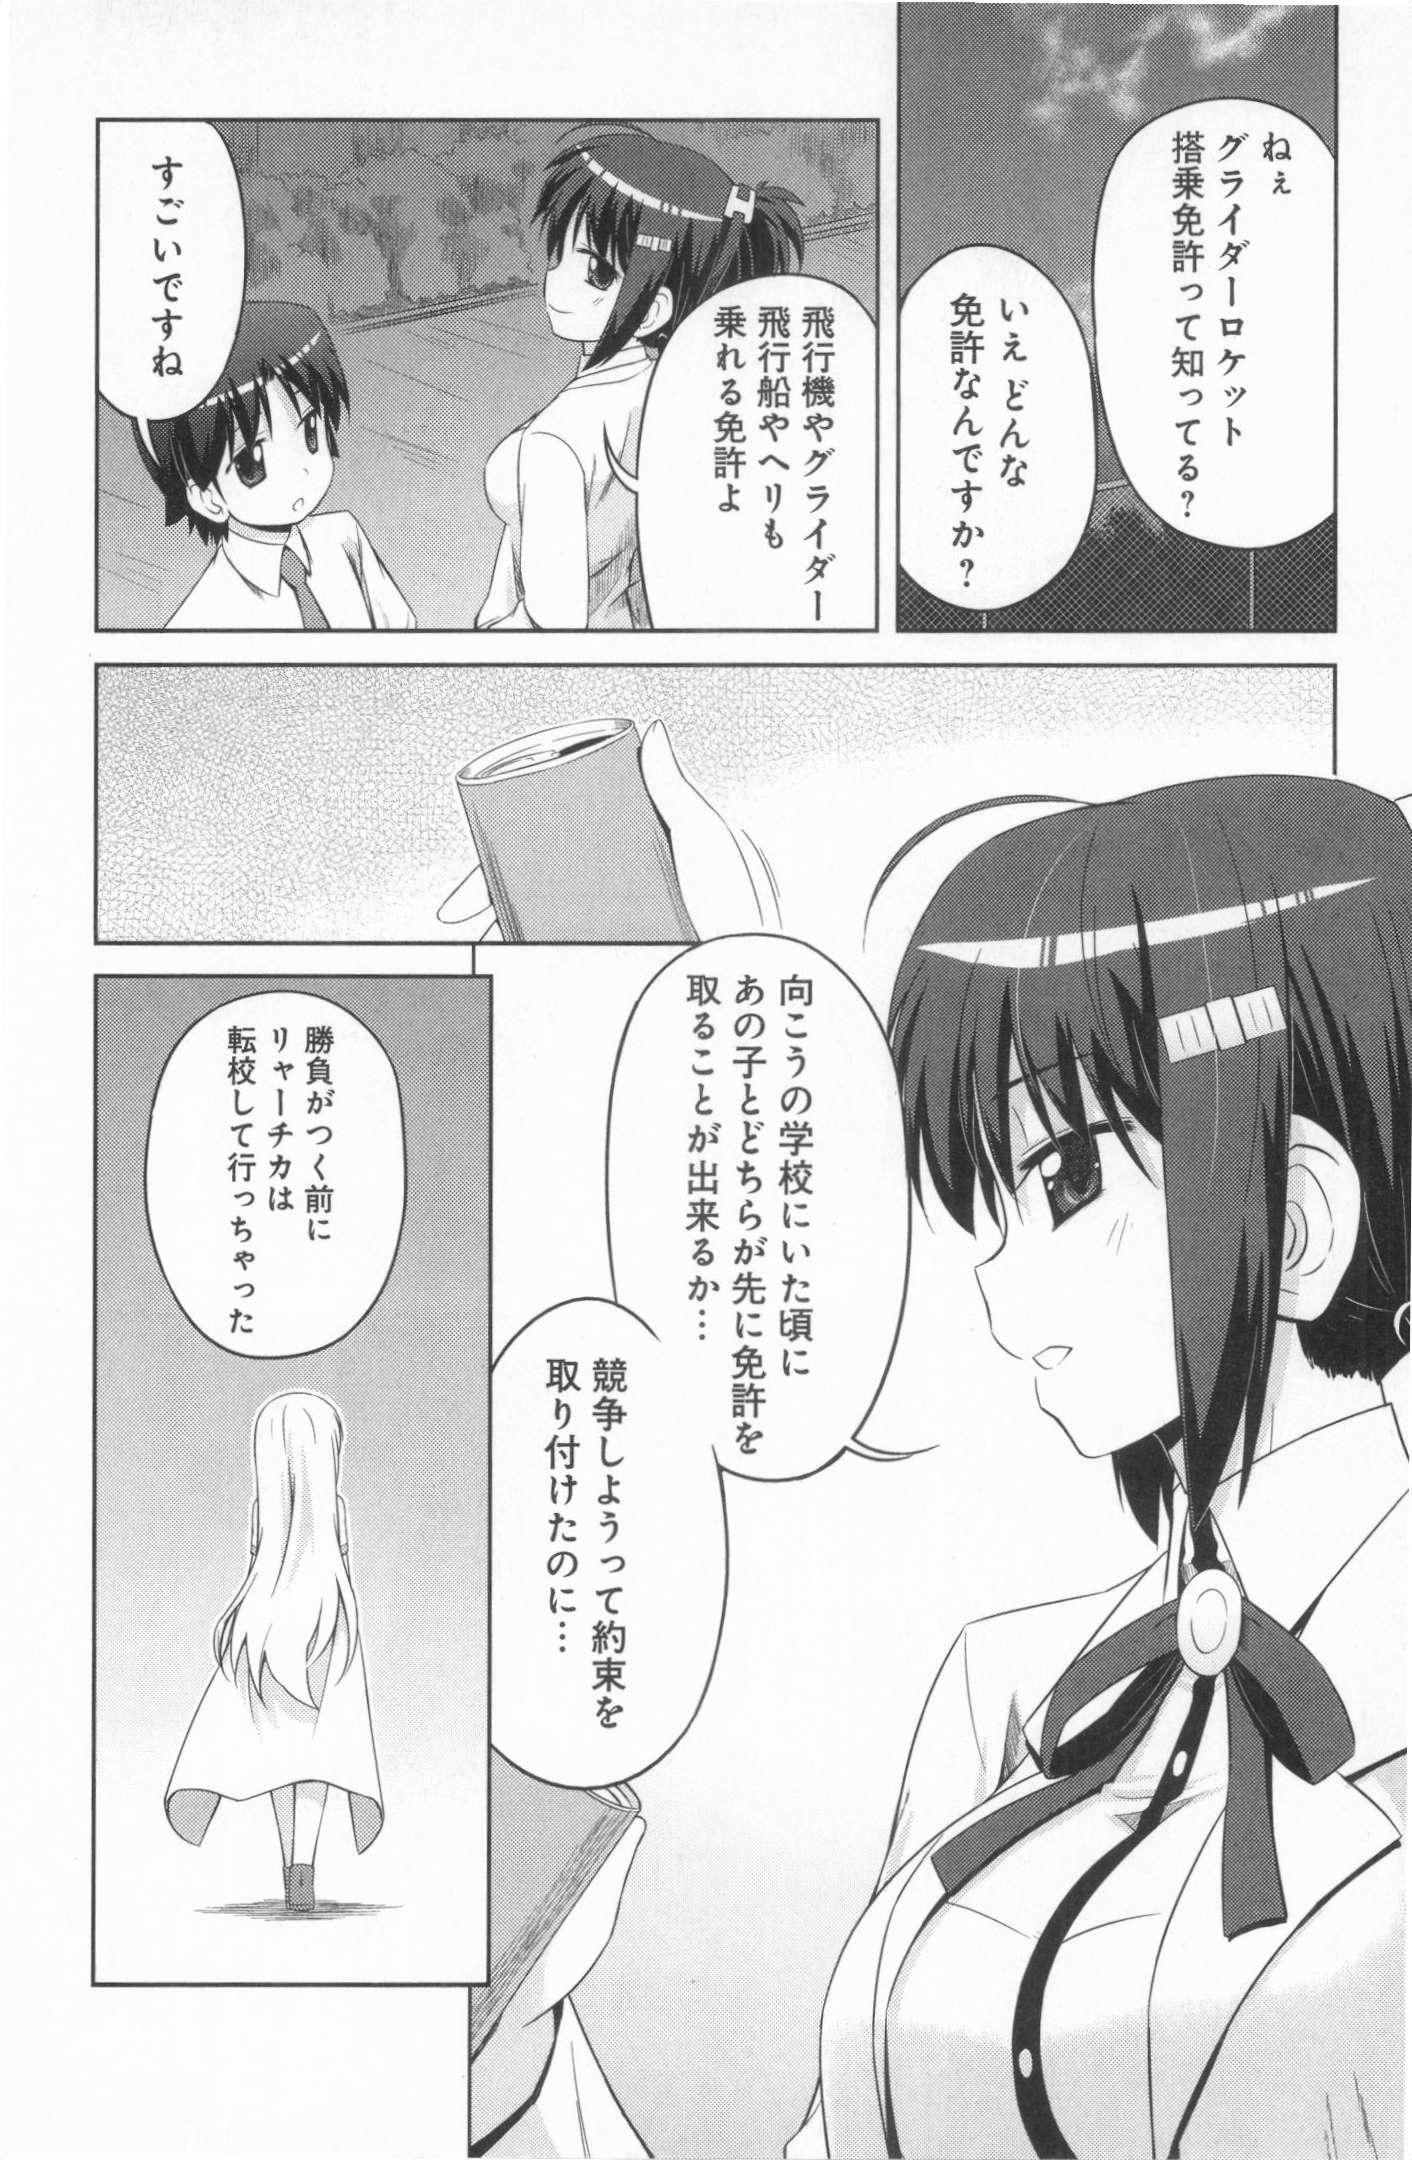 ねぇ
グライダーロケット
搭乗免許って知ってる?
いえ どんな
免許なんですか?
飛行機やグライダー
飛行船やヘリも
乗れる免許よ
すごいですね
向こうの学校にいた頃に
あの子とどちらが先に免許を
取ることが出来るか…
競争しようって約束を
取り付けたのに…
勝負がつく前に
リャーチカは
転校して行っちゃった